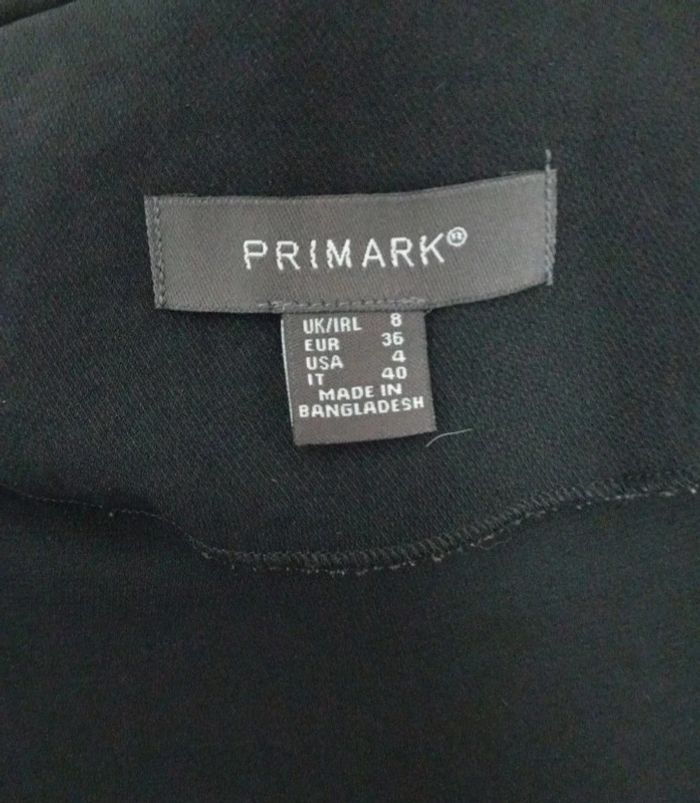 PRIMARK®
UK/IRL 8
EUR 36
USA 4
IT 40
MADE IN
BANGLADESH